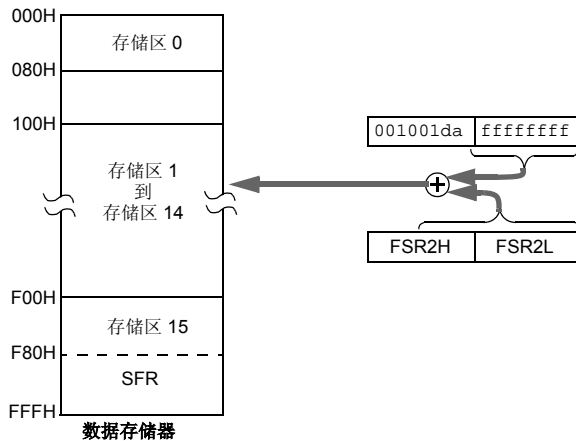 000H
存储区 0
080H
100H
001001da ffffffff
存储区 1
到
存储区 14
FSR2H FSR2L
F00H
存储区 15
F80H
SFR
FFFH
数据存储器